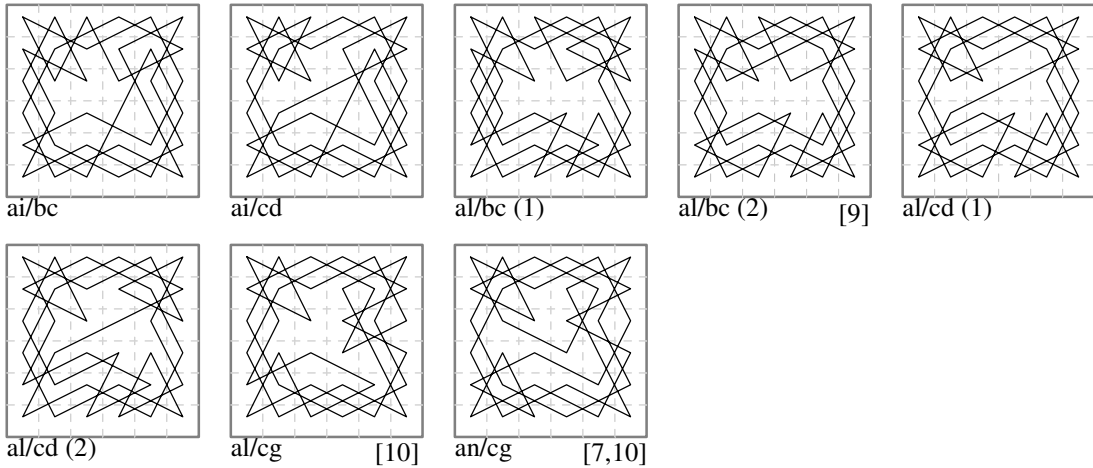 ai/bc
ai/cd
al/bc (1)
al/bc (2) [9]
al/cd (1)
al/cd (2)
al/cg [10]
an/cg [7,10]